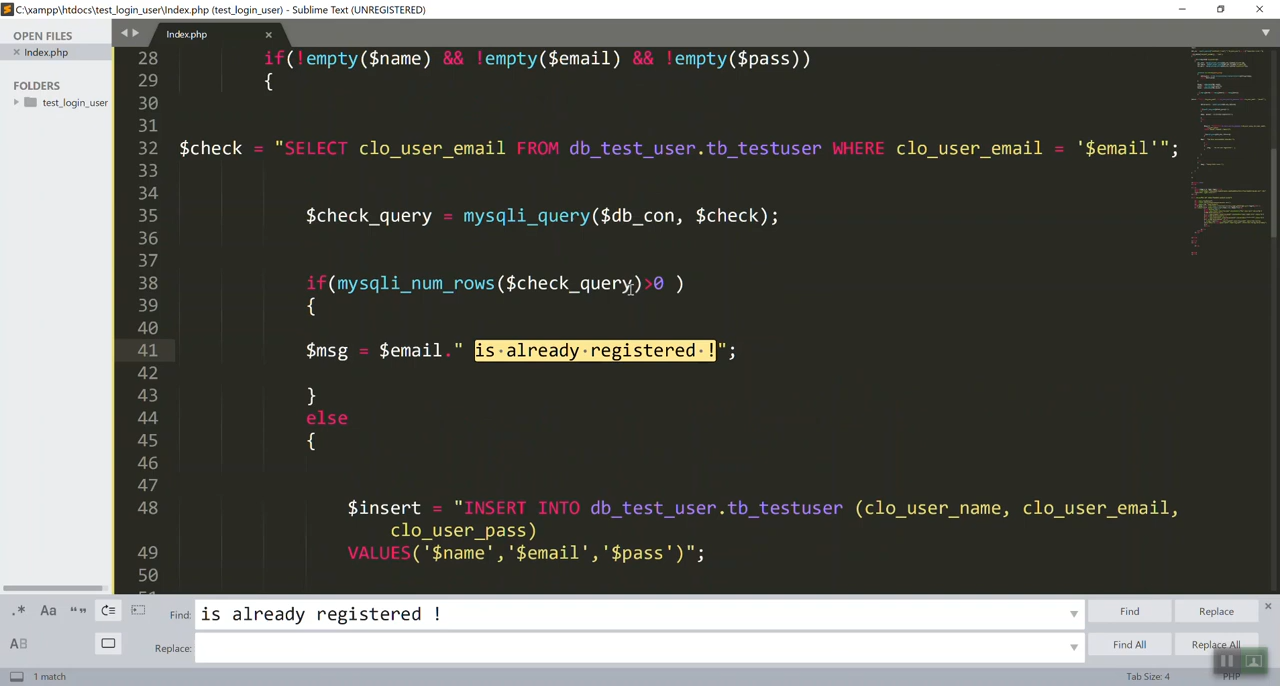 C:\xampp\htdocs\test_login_user\Index.php (test_login_user) - Sublime Text (UNREGISTERED)
OPEN FILES
Index.php
FOLDERS
test_login_user
Index.php
28 if(!empty($name) && !empty($email) && !empty($pass))
29 {
30
31
32 $check = "SELECT clo_user_email FROM db_test_user.tb_testuser WHERE clo_user_email = '$email'";
33
34
35 $check_query = mysqli_query($db_con, $check);
36
37
38 if(mysqli_num_rows($check_query)>0 )
39 {
40
41 $msg = $email." is already registered !";
42
43 }
44 else
45 {
46
47
48 $insert = "INSERT INTO db_test_user.tb_testuser (clo_user_name, clo_user_email,
clo_user_pass)
49 VALUES('$name','$email','$pass')";
50
.* Aa “” Find: is already registered ! Find Replace
AB Replace: Find All Replace All
1 match Tab Size: 4 PHP